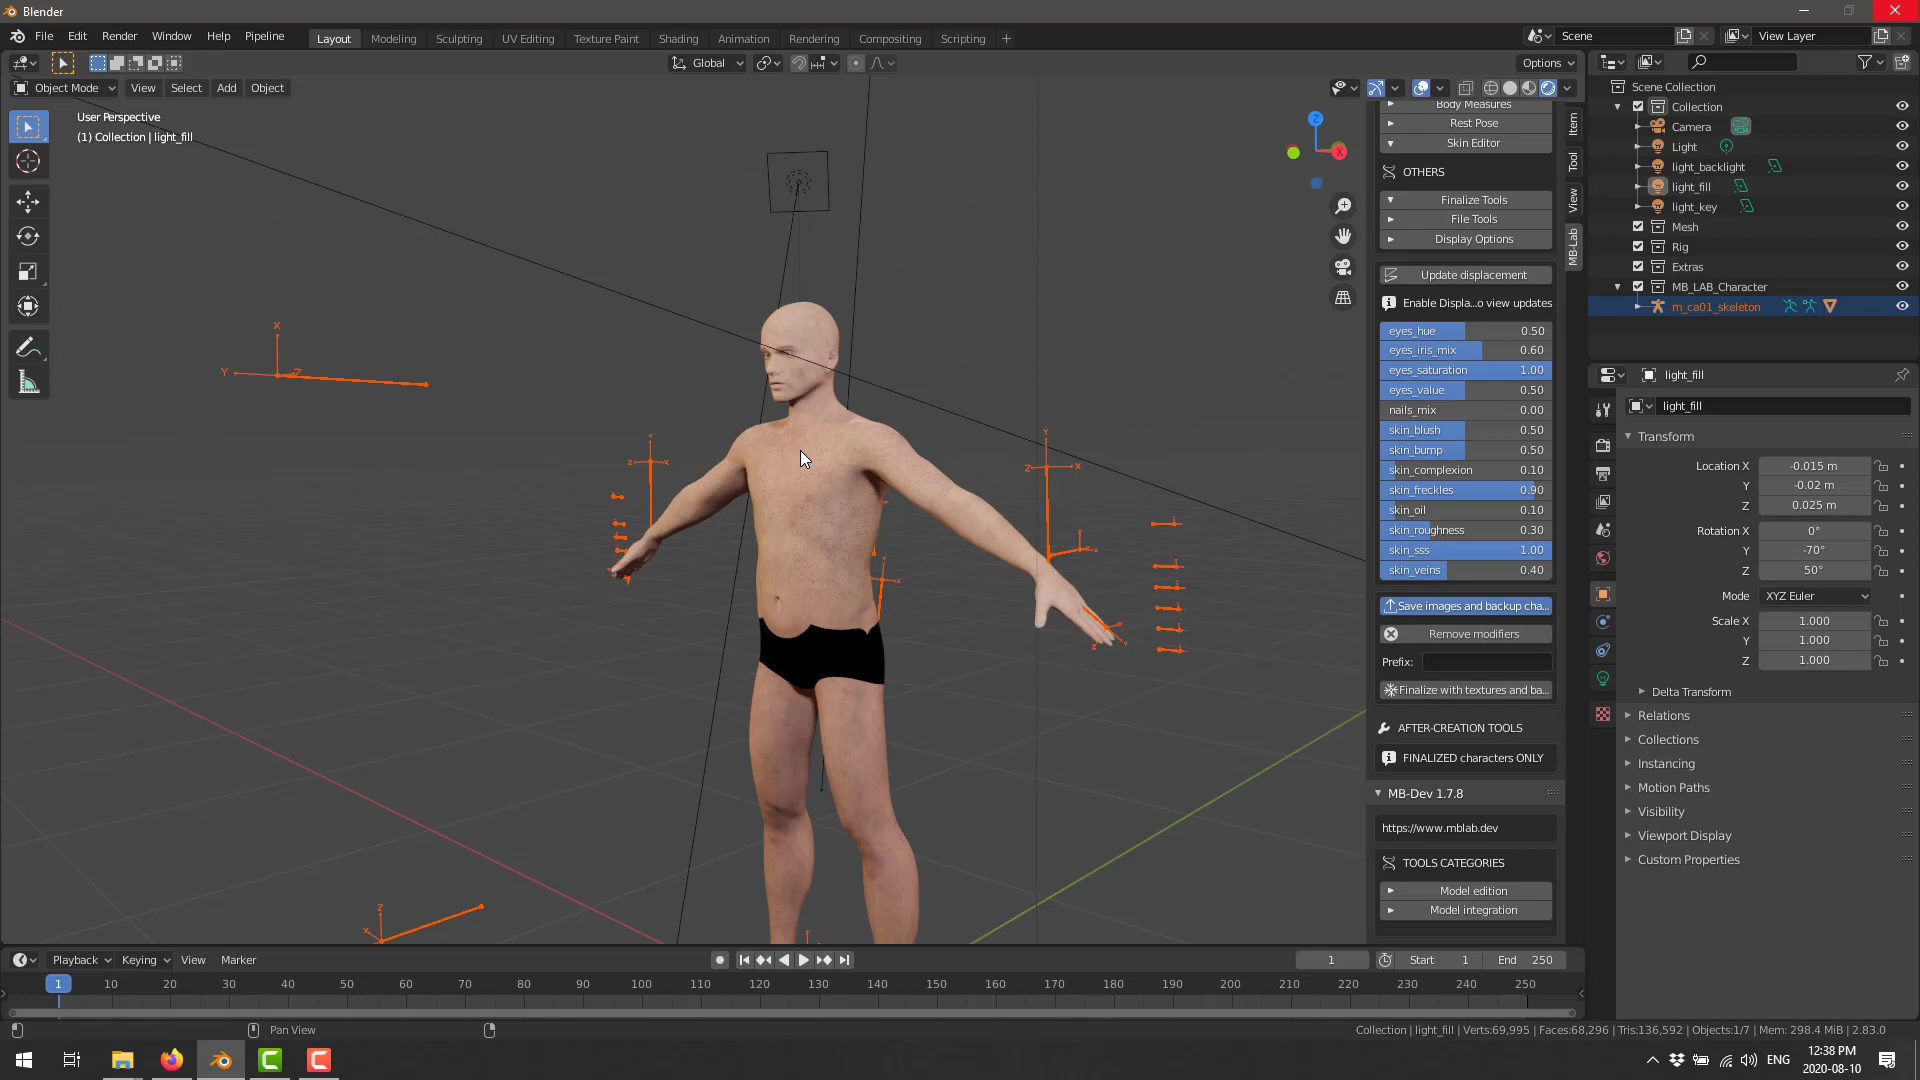 Blender
File Edit Render Window Help Pipeline Layout Modeling Sculpting UV Editing Texture Paint Shading Animation Rendering Compositing Scripting + Scene View Layer
Global Options
Object Mode View Select Add Object
User Perspective
(1) Collection | light_fill
Z
X
X
Y
Z
Body Measures
Rest Pose
Skin Editor
OTHERS
Finalize Tools
File Tools
Display Options
Update displacement
Enable Displa...o view updates
eyes_hue 0.50
eyes_iris_mix 0.60
eyes_saturation 1.00
eyes_value 0.50
nails_mix 0.00
skin_blush 0.50
skin_bump 0.50
skin_complexion 0.10
skin_freckles 0.90
skin_oil 0.10
skin_roughness 0.30
skin_sss 1.00
skin_veins 0.40
Save images and backup cha...
Remove modifiers
Prefix:
Finalize with textures and ba...
AFTER-CREATION TOOLS
FINALIZED characters ONLY
MB-Dev 1.7.8
https://www.mblab.dev
TOOLS CATEGORIES
Model edition
Model integration
Item
Tool
View
MB-Lab
Scene Collection
Collection
Camera
Light
light_backlight
light_fill
light_key
Mesh
Rig
Extras
MB_LAB_Character
m_ca01_skeleton
light_fill
light_fill
Transform
Location X -0.015 m
Y -0.02 m
Z 0.025 m
Rotation X 0°
Y -70°
Z 50°
Mode XYZ Euler
Scale X 1.000
Y 1.000
Z 1.000
Delta Transform
Relations
Collections
Instancing
Motion Paths
Visibility
Viewport Display
Custom Properties
Playback Keying View Marker 1 Start 1 End 250
1 10 20 30 40 50 60 70 80 90 100 110 120 130 140 150 160 170 180 190 200 210 220 230 240 250
Pan View Collection | light_fill | Verts:69,995 | Faces:68,296 | Tris:136,592 | Objects:1/7 | Mem: 298.4 MiB | 2.83.0
ENG 12:38 PM
2020-08-10